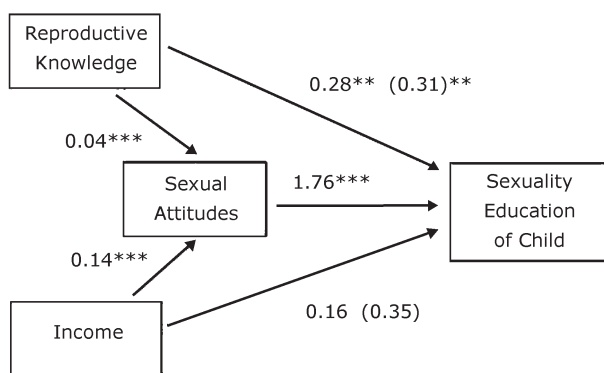 Reproductive
Knowledge
0.28** (0.31)**
0.04***
Sexual
Attitudes
1.76***
Sexuality
Education
of Child
0.14***
Income
0.16 (0.35)